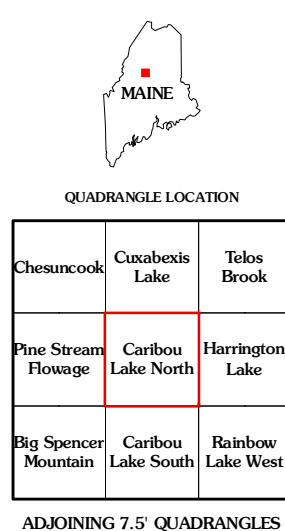 MAINE
QUADRANGLE LOCATION
Chesuncook
Cuxabexis
Lake
Telos
Brook
Pine Stream
Flowage
Caribou
Lake North
Harrington
Lake
Big Spencer
Mountain
Caribou
Lake South
Rainbow
Lake West
ADJOINING 7.5' QUADRANGLES